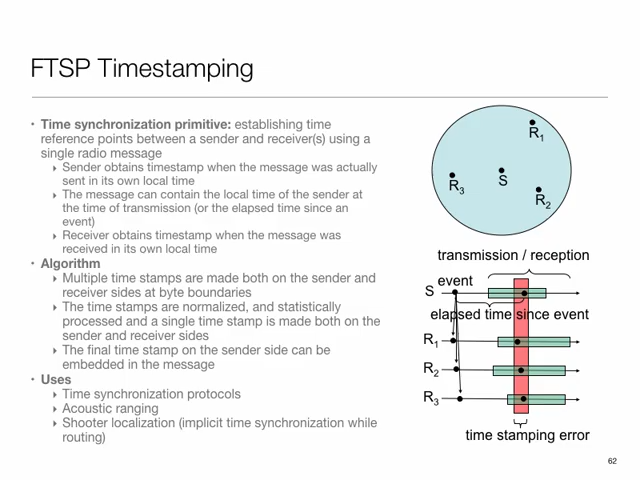 FTSP Timestamping
• Time synchronization primitive: establishing time
reference points between a sender and receiver(s) using a
single radio message
▸ Sender obtains timestamp when the message was actually
sent in its own local time
▸ The message can contain the local time of the sender at
the time of transmission (or the elapsed time since an
event)
▸ Receiver obtains timestamp when the message was
received in its own local time
• Algorithm
▸ Multiple time stamps are made both on the sender and
receiver sides at byte boundaries
▸ The time stamps are normalized, and statistically
processed and a single time stamp is made both on the
sender and receiver sides
▸ The final time stamp on the sender side can be
embedded in the message
• Uses
▸ Time synchronization protocols
▸ Acoustic ranging
▸ Shooter localization (implicit time synchronization while
routing)
R1
R3
S
R2
transmission / reception
event
S
elapsed time since event
R1
R2
R3
time stamping error
62